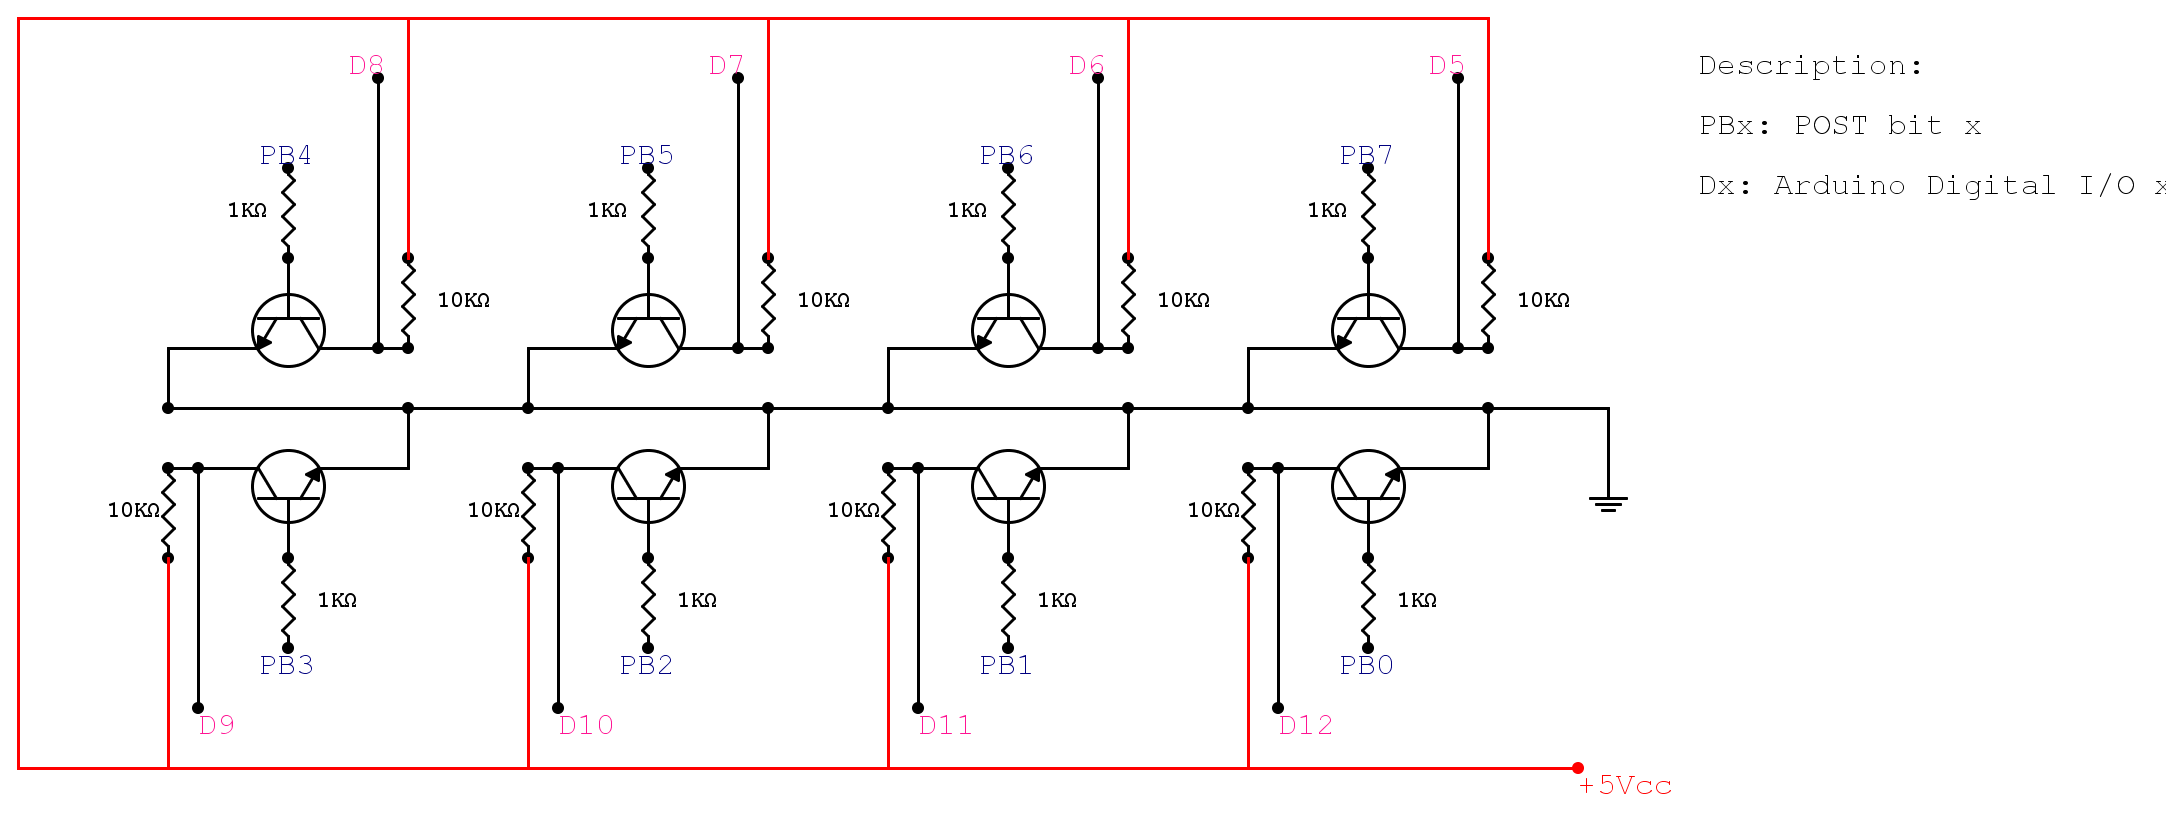 D8 D7 D6 D5 Description:
PB4 PB5 PB6 PB7 PBx: POST bit x
1KΩ 1KΩ 1KΩ 1KΩ Dx: Arduino Digital I/O x
10KΩ 10KΩ 10KΩ 10KΩ
10KΩ 10KΩ 10KΩ 10KΩ
1KΩ 1KΩ 1KΩ 1KΩ
PB3 PB2 PB1 PB0
D9 D10 D11 D12
+5Vcc